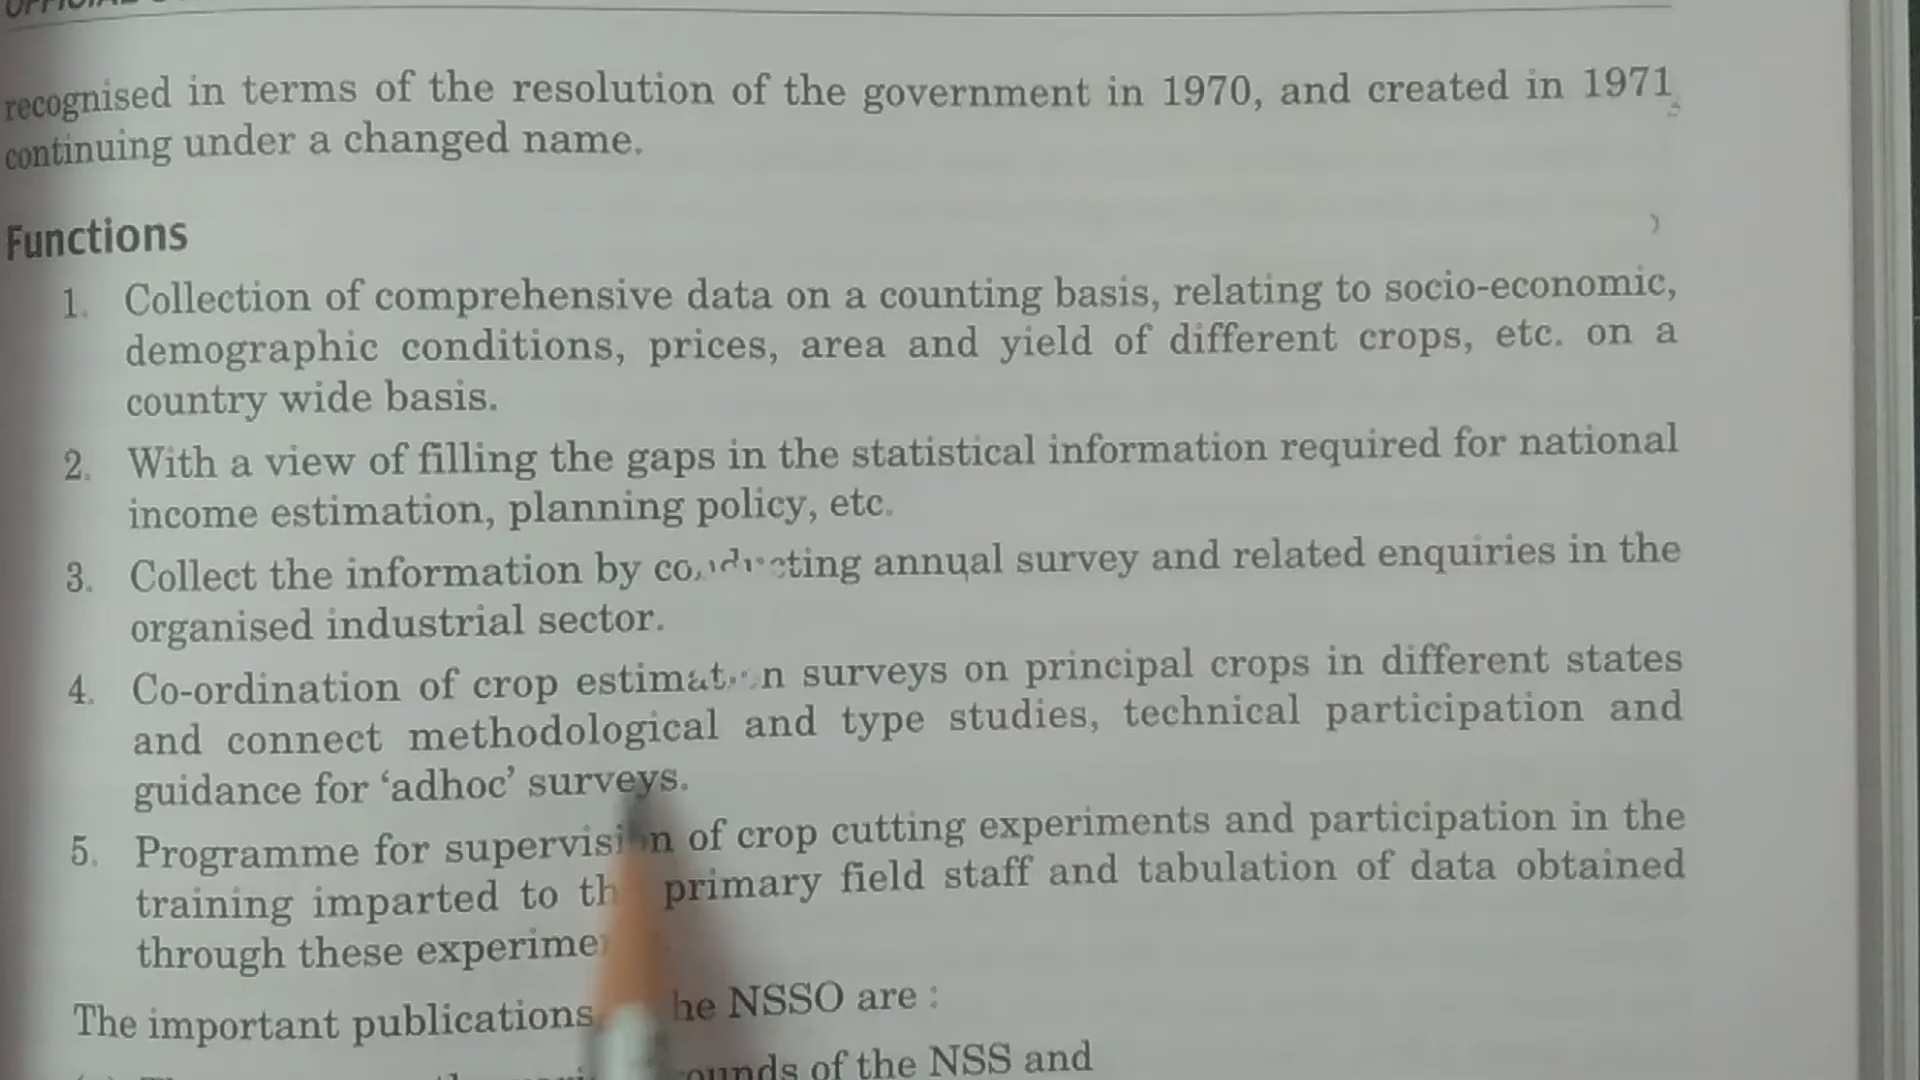 recognised in terms of the resolution of the government in 1970, and created in 1971
continuing under a changed name.
Functions
1. Collection of comprehensive data on a counting basis, relating to socio-economic,
demographic conditions, prices, area and yield of different crops, etc. on a
country wide basis.
2. With a view of filling the gaps in the statistical information required for national
income estimation, planning policy, etc.
3. Collect the information by conducting annual survey and related enquiries in the
organised industrial sector.
4. Co-ordination of crop estimation surveys on principal crops in different states
and connect methodological and type studies, technical participation and
guidance for ‘adhoc’ surveys.
5. Programme for supervision of crop cutting experiments and participation in the
training imparted to primary field staff and tabulation of data obtained
through these
The important publications NSSO are :
of the NSS and